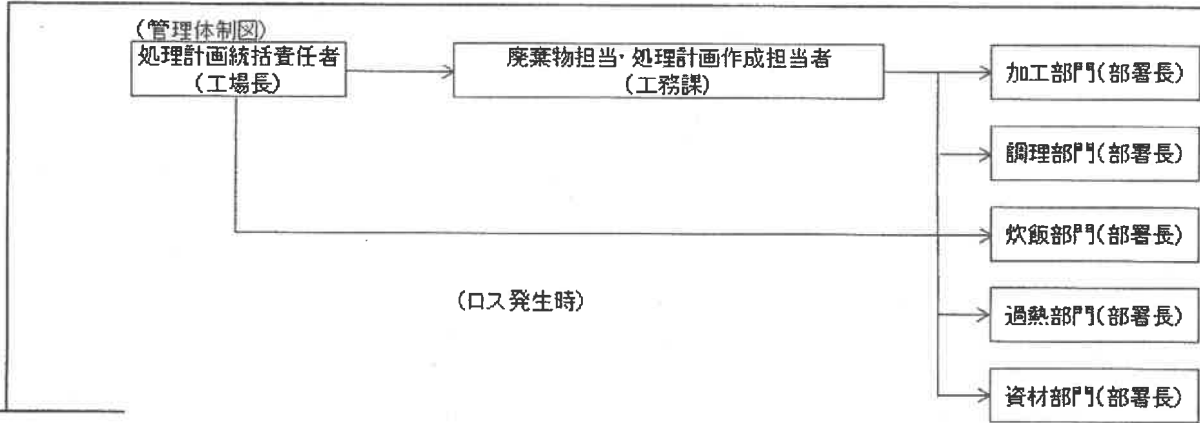 (管理体制図)
処理計画統括責任者
(工場長)
廃棄物担当・処理計画作成担当者
(工務課)
加工部門(部署長)
調理部門(部署長)
炊飯部門(部署長)
(ロス発生時)
過熱部門(部署長)
資材部門(部署長)